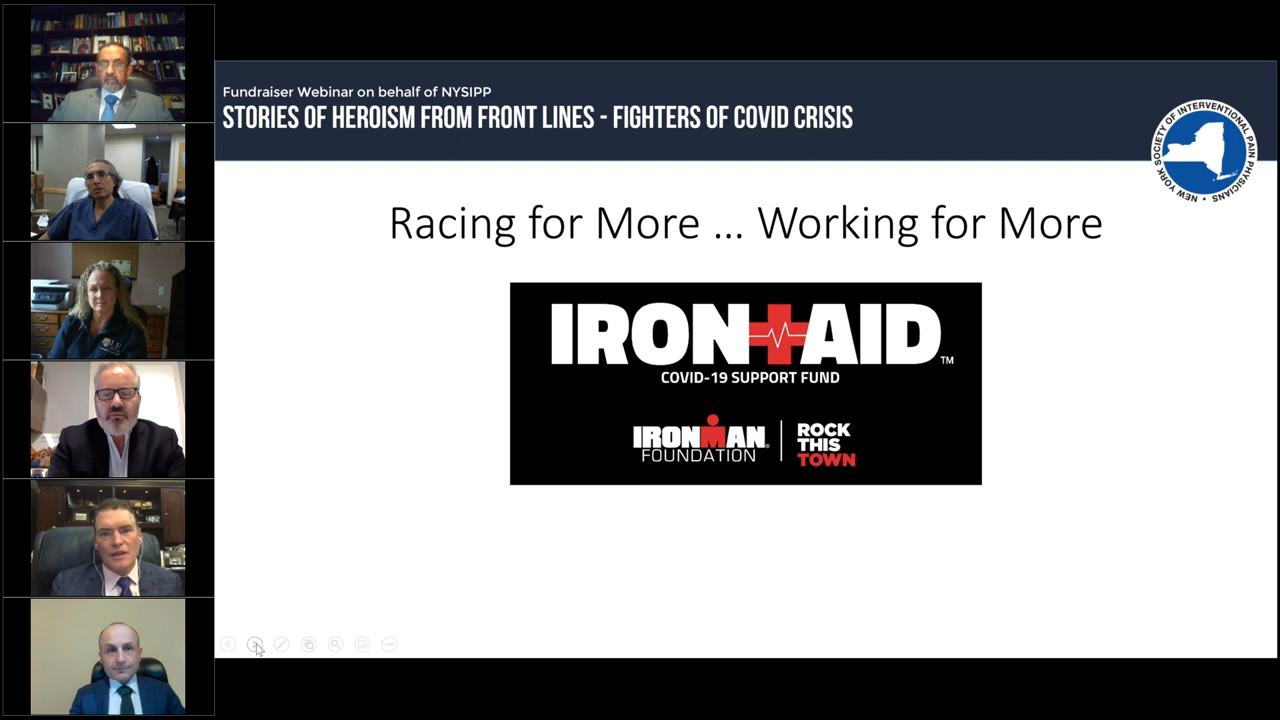 Fundraiser Webinar on behalf of NYSIPP
STORIES OF HEROISM FROM FRONT LINES - FIGHTERS OF COVID CRISIS
NEW YORK SOCIETY OF INTERVENTIONAL PAIN PHYSICIANS •
Racing for More ... Working for More
IRON AID ™
COVID-19 SUPPORT FUND
IRONMAN®
FOUNDATION
ROCK
THIS
TOWN